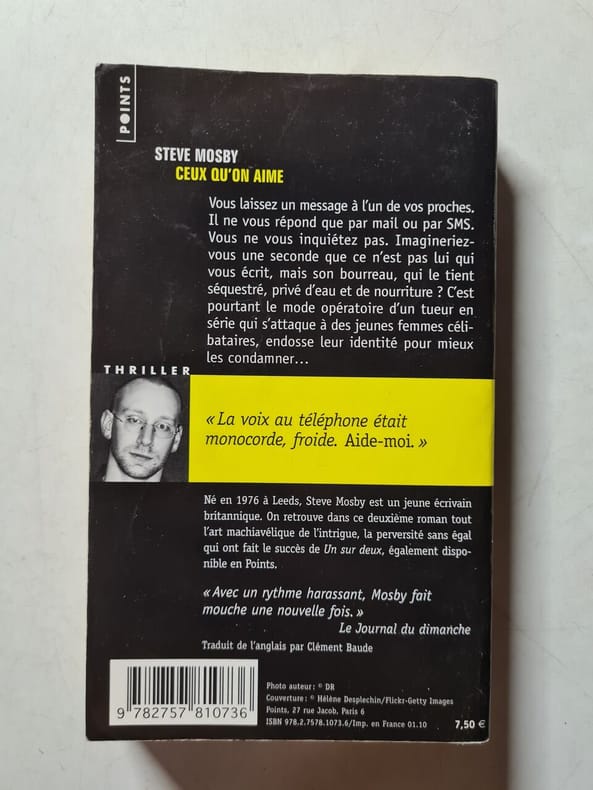 POINTS
STEVE MOSBY
CEUX QU'ON AIME
Vous laissez un message à l'un de vos proches.
Il ne vous répond que par mail ou par SMS.
Vous ne vous inquiétez pas. Imagineriez-
vous une seconde que ce n'est pas lui qui
vous écrit, mais son bourreau, qui le tient
séquestré, privé d'eau et de nourriture ? C'est
pourtant le mode opératoire d'un tueur en
série qui s'attaque à des jeunes femmes céli-
bataires, endosse leur identité pour mieux
les condamner...
THRILLER
« La voix au téléphone était
monocorde, froide. Aide-moi. »
Né en 1976 à Leeds, Steve Mosby est un jeune écrivain
britannique. On retrouve dans ce deuxième roman tout
l'art machiavélique de l'intrigue, la perversité sans égal
qui ont fait le succès de Un sur deux, également dispo-
nible en Points.
« Avec un rythme harassant, Mosby fait
mouche une nouvelle fois. »
Le Journal du dimanche
Traduit de l'anglais par Clément Baude
Photo auteur : © DR
Couverture : © Hélène Desplechin/Flickr-Getty Images
Points, 27 rue Jacob, Paris 6
ISBN 978.2.7578.1073.6/Imp. en France 01.10
7,50 €
9 782757 810736